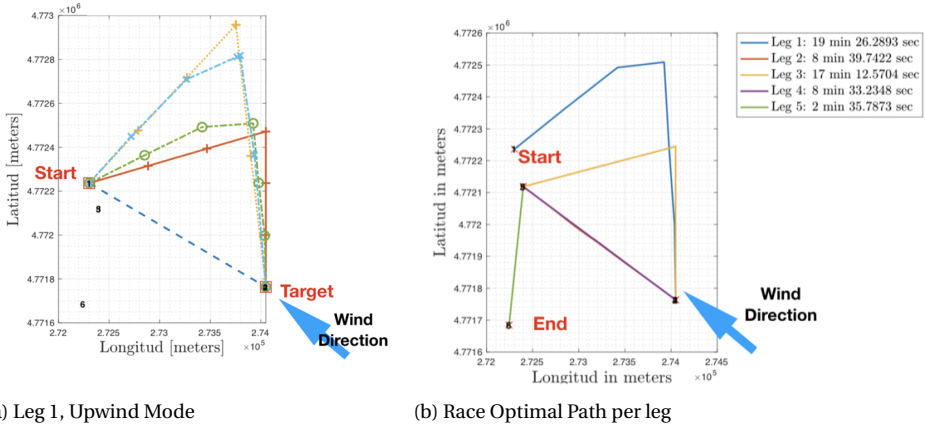 ×10⁶
4.773
4.7728
4.7726
4.7724
4.7722
4.772
4.7718
4.7716
Latitud [meters]
Start
Target
Wind
Direction
6
2.72
2.725
2.73
2.735
2.74
Longitud [meters]
×10⁵
×10⁶
4.7726
4.7725
4.7724
4.7723
4.7722
4.7721
4.772
4.7719
4.7718
4.7717
4.7716
Latitud in meters
Start
End
Wind
Direction
2.72
2.725
2.73
2.735
2.74
2.745
Longitud in meters
×10⁵
Leg 1: 19 min 26.2893 sec
Leg 2: 8 min 39.7422 sec
Leg 3: 17 min 12.5704 sec
Leg 4: 8 min 33.2348 sec
Leg 5: 2 min 35.7873 sec
) Leg 1, Upwind Mode
(b) Race Optimal Path per leg